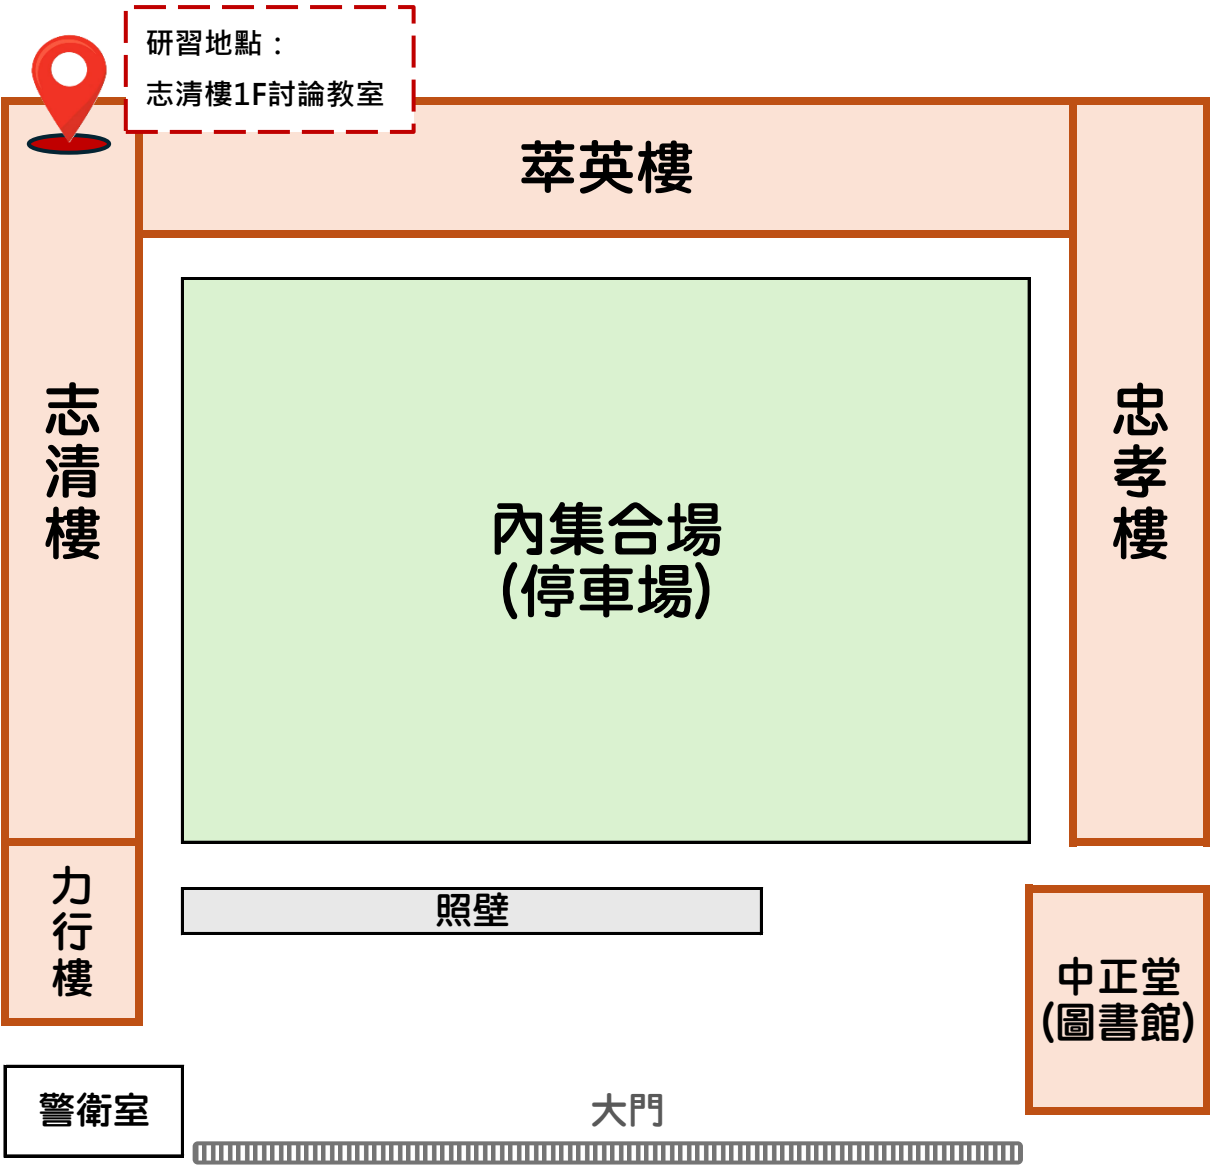 研習地點：
志清樓1F討論教室
萃英樓
志清樓
忠孝樓
內集合場
(停車場)
力行樓
照壁
中正堂
(圖書館)
警衛室
大門